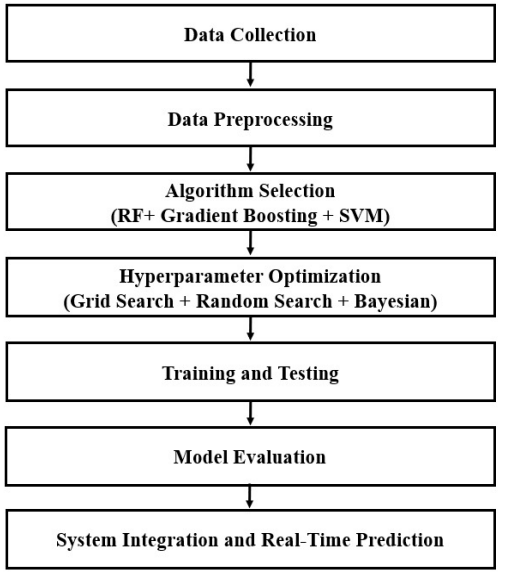 Data Collection
Data Preprocessing
Algorithm Selection
(RF+ Gradient Boosting + SVM)
Hyperparameter Optimization
(Grid Search + Random Search + Bayesian)
Training and Testing
Model Evaluation
System Integration and Real-Time Prediction